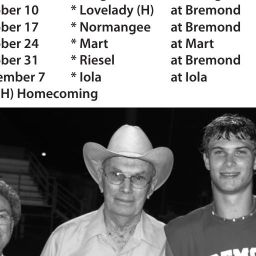 ber 10 * Lovelady (H) at Bremond
ber 17 * Normangee at Bremond
ber 24 * Mart at Mart
ber 31 * Riesel at Bremond
ember 7 * Iola at Iola
(H) Homecoming